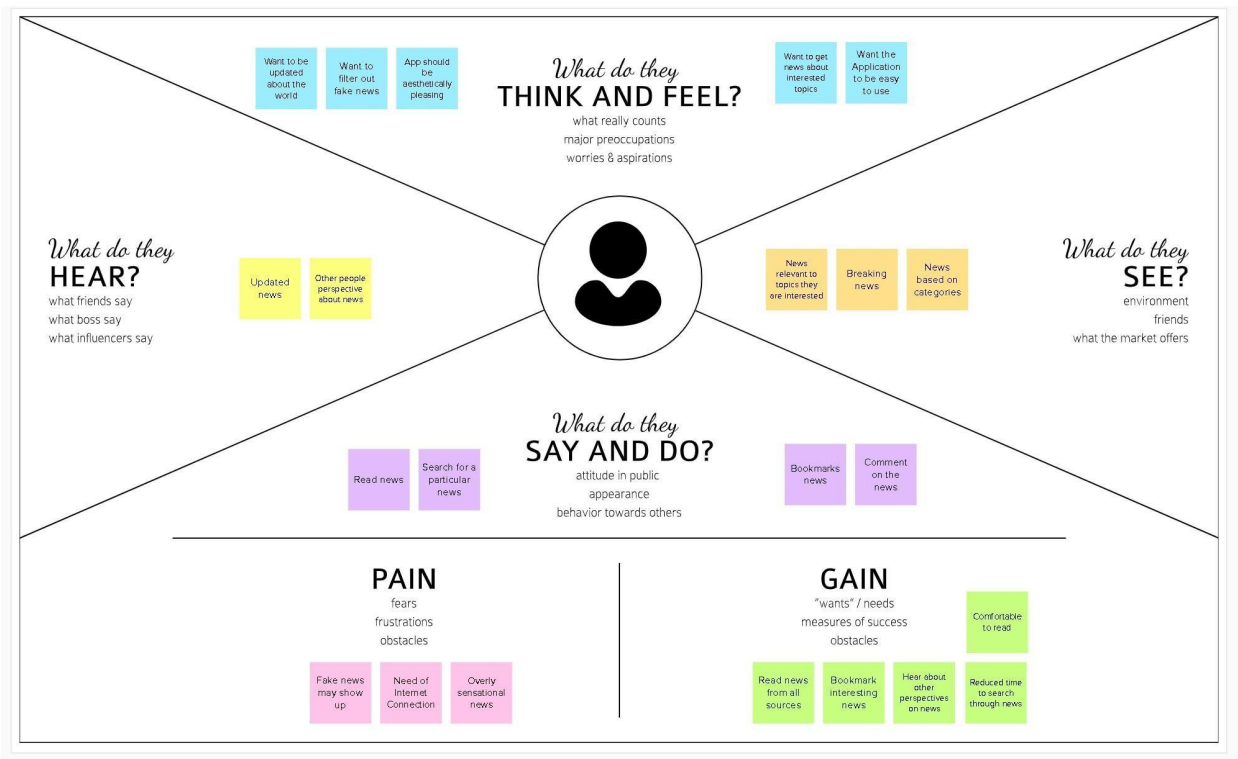 Want to be
updated
about the
world
Want to
filter out
fake news
App should
be
aesthetically
pleasing
What do they
THINK AND FEEL?
what really counts
major preoccupations
worries & aspirations
Want to get
news about
interested
topics
Want the
Application
to be easy
to use
What do they
HEAR?
what friends say
what boss say
what influencers say
Updated
news
Other people
perspective
about news
News
relevant to
topics they
are interested
Breaking
news
News
based on
categories
What do they
SEE?
environment
friends
what the market offers
What do they
SAY AND DO?
attitude in public
appearance
behavior towards others
Read news
Search for a
particular
news
Bookmarks
news
Comment
on the
news
PAIN
fears
frustrations
obstacles
Fake news
may show
up
Need of
Internet
Connection
Overly
sensational
news
GAIN
"wants" / needs
measures of success
obstacles
Comfortable
to read
Read news
from all
sources
Bookmark
interesting
news
Hear about
other
perspectives
on news
Reduced time
to search
through news